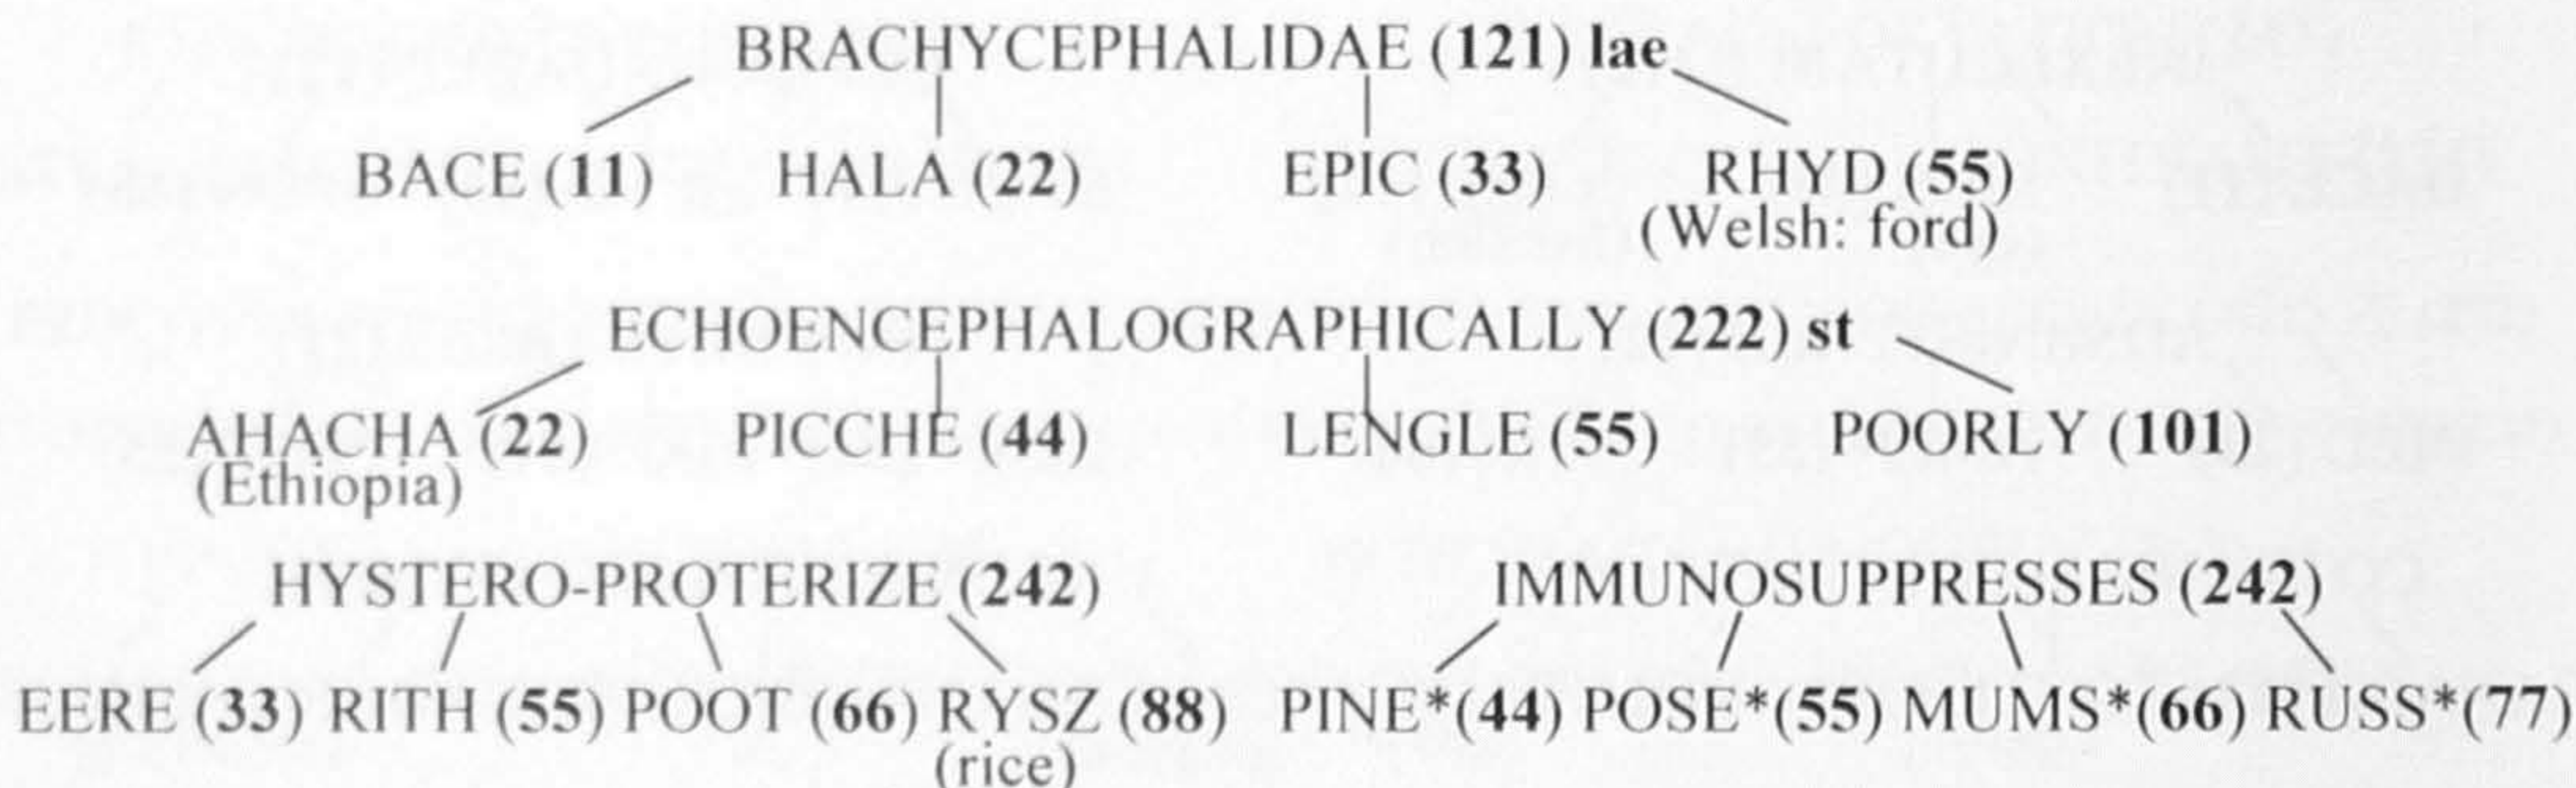 BRACHYCEPHALIDAE (121) lae
BACE (11) HALA (22) EPIC (33) RHYD (55)
(Welsh: ford)
ECHOENCEPHALOGRAPHICALLY (222) st
AHACHA (22) PICCHE (44) LENGLE (55) POORLY (101)
(Ethiopia)
HYSTERO-PROTERIZE (242) IMMUNOSUPPRESSES (242)
EERE (33) RITH (55) POOT (66) RYSZ (88) PINE*(44) POSE*(55) MUMS*(66) RUSS*(77)
(rice)